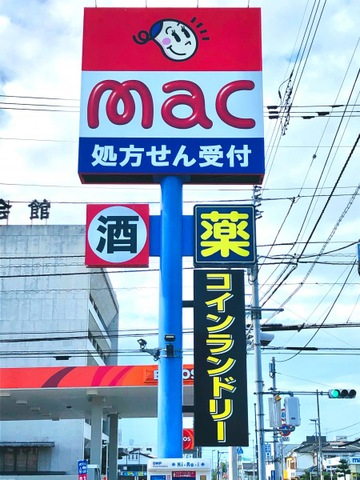 mac
処方せん受付
会館
酒
薬
コインランドリー